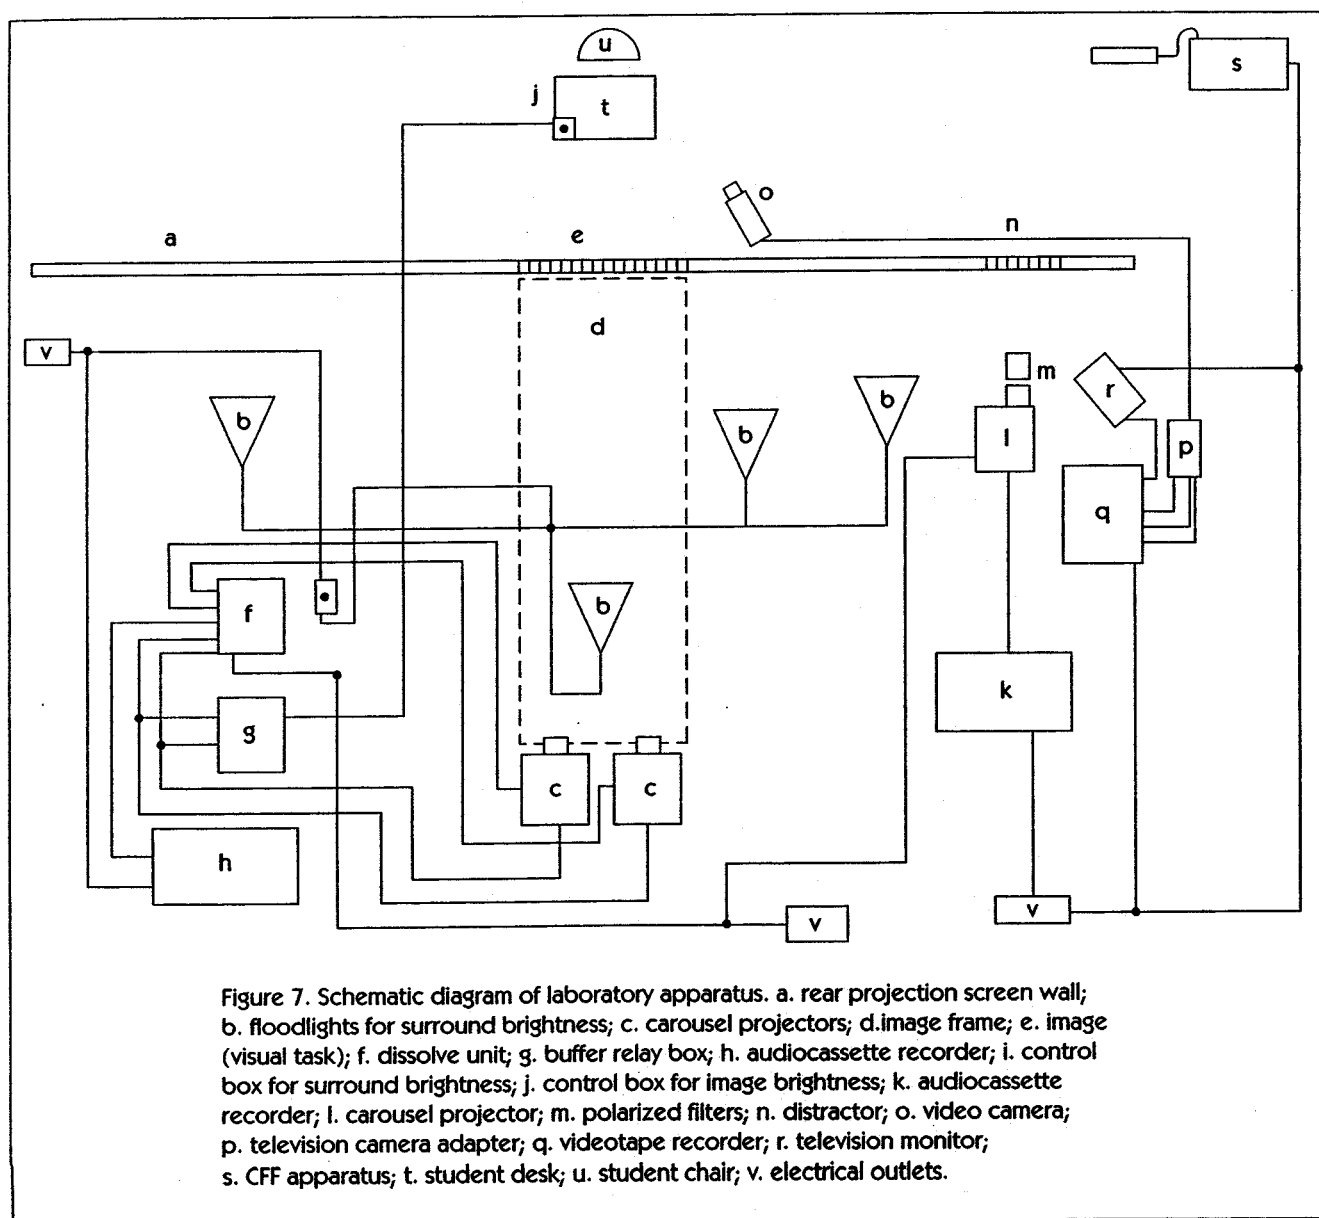 u
s
j
t
o
a
e
n
d
v
m
r
b
b
b
l
p
q
f
b
k
g
c
c
h
v
v
Figure 7. Schematic diagram of laboratory apparatus. a. rear projection screen wall;
b. floodlights for surround brightness; c. carousel projectors; d.image frame; e. image
(visual task); f. dissolve unit; g. buffer relay box; h. audiocassette recorder; i. control
box for surround brightness; j. control box for image brightness; k. audiocassette
recorder; l. carousel projector; m. polarized filters; n. distractor; o. video camera;
p. television camera adapter; q. videotape recorder; r. television monitor;
s. CFF apparatus; t. student desk; u. student chair; v. electrical outlets.